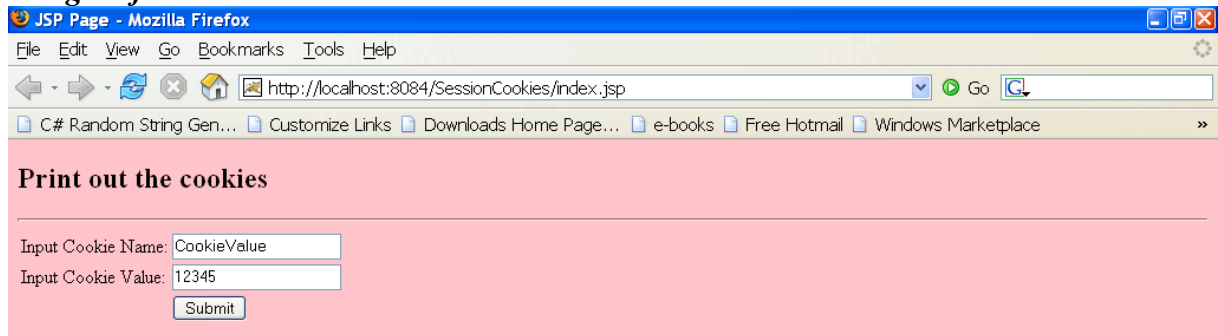 JSP Page - Mozilla Firefox
File Edit View Go Bookmarks Tools Help
http://localhost:8084/SessionCookies/index.jsp Go G
C# Random String Gen... Customize Links Downloads Home Page... e-books Free Hotmail Windows Marketplace »
Print out the cookies
Input Cookie Name: CookieValue
Input Cookie Value: 12345
Submit